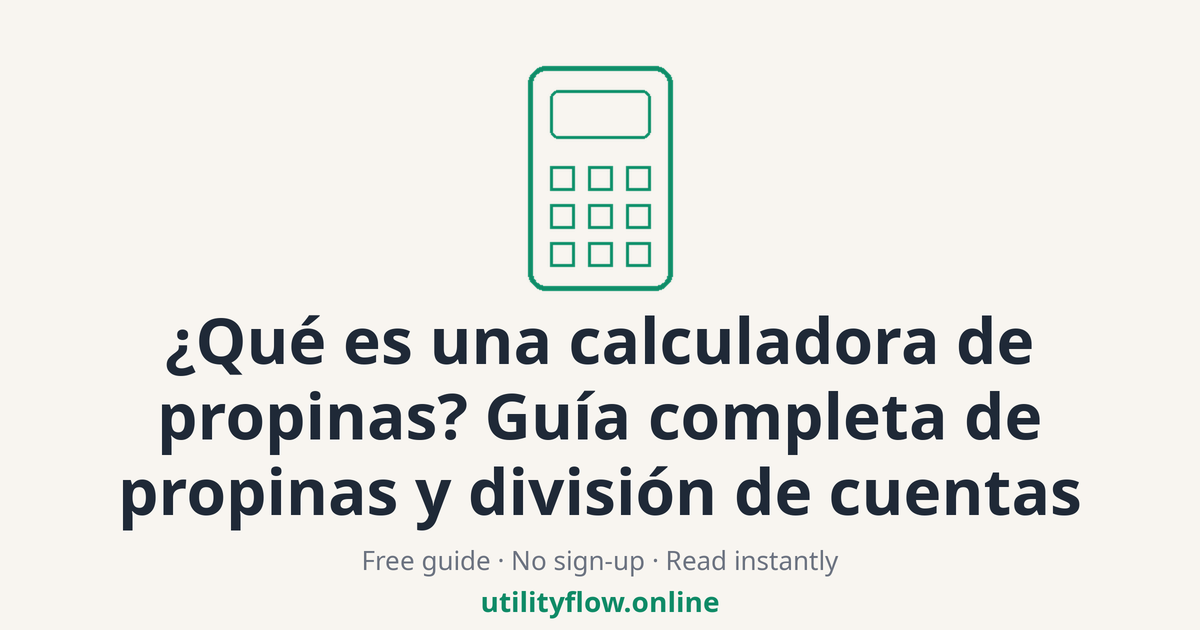 ¿Qué es una calculadora de
propinas? Guía completa de
propinas y división de cuentas
Free guide · No sign-up · Read instantly
utilityflow.online